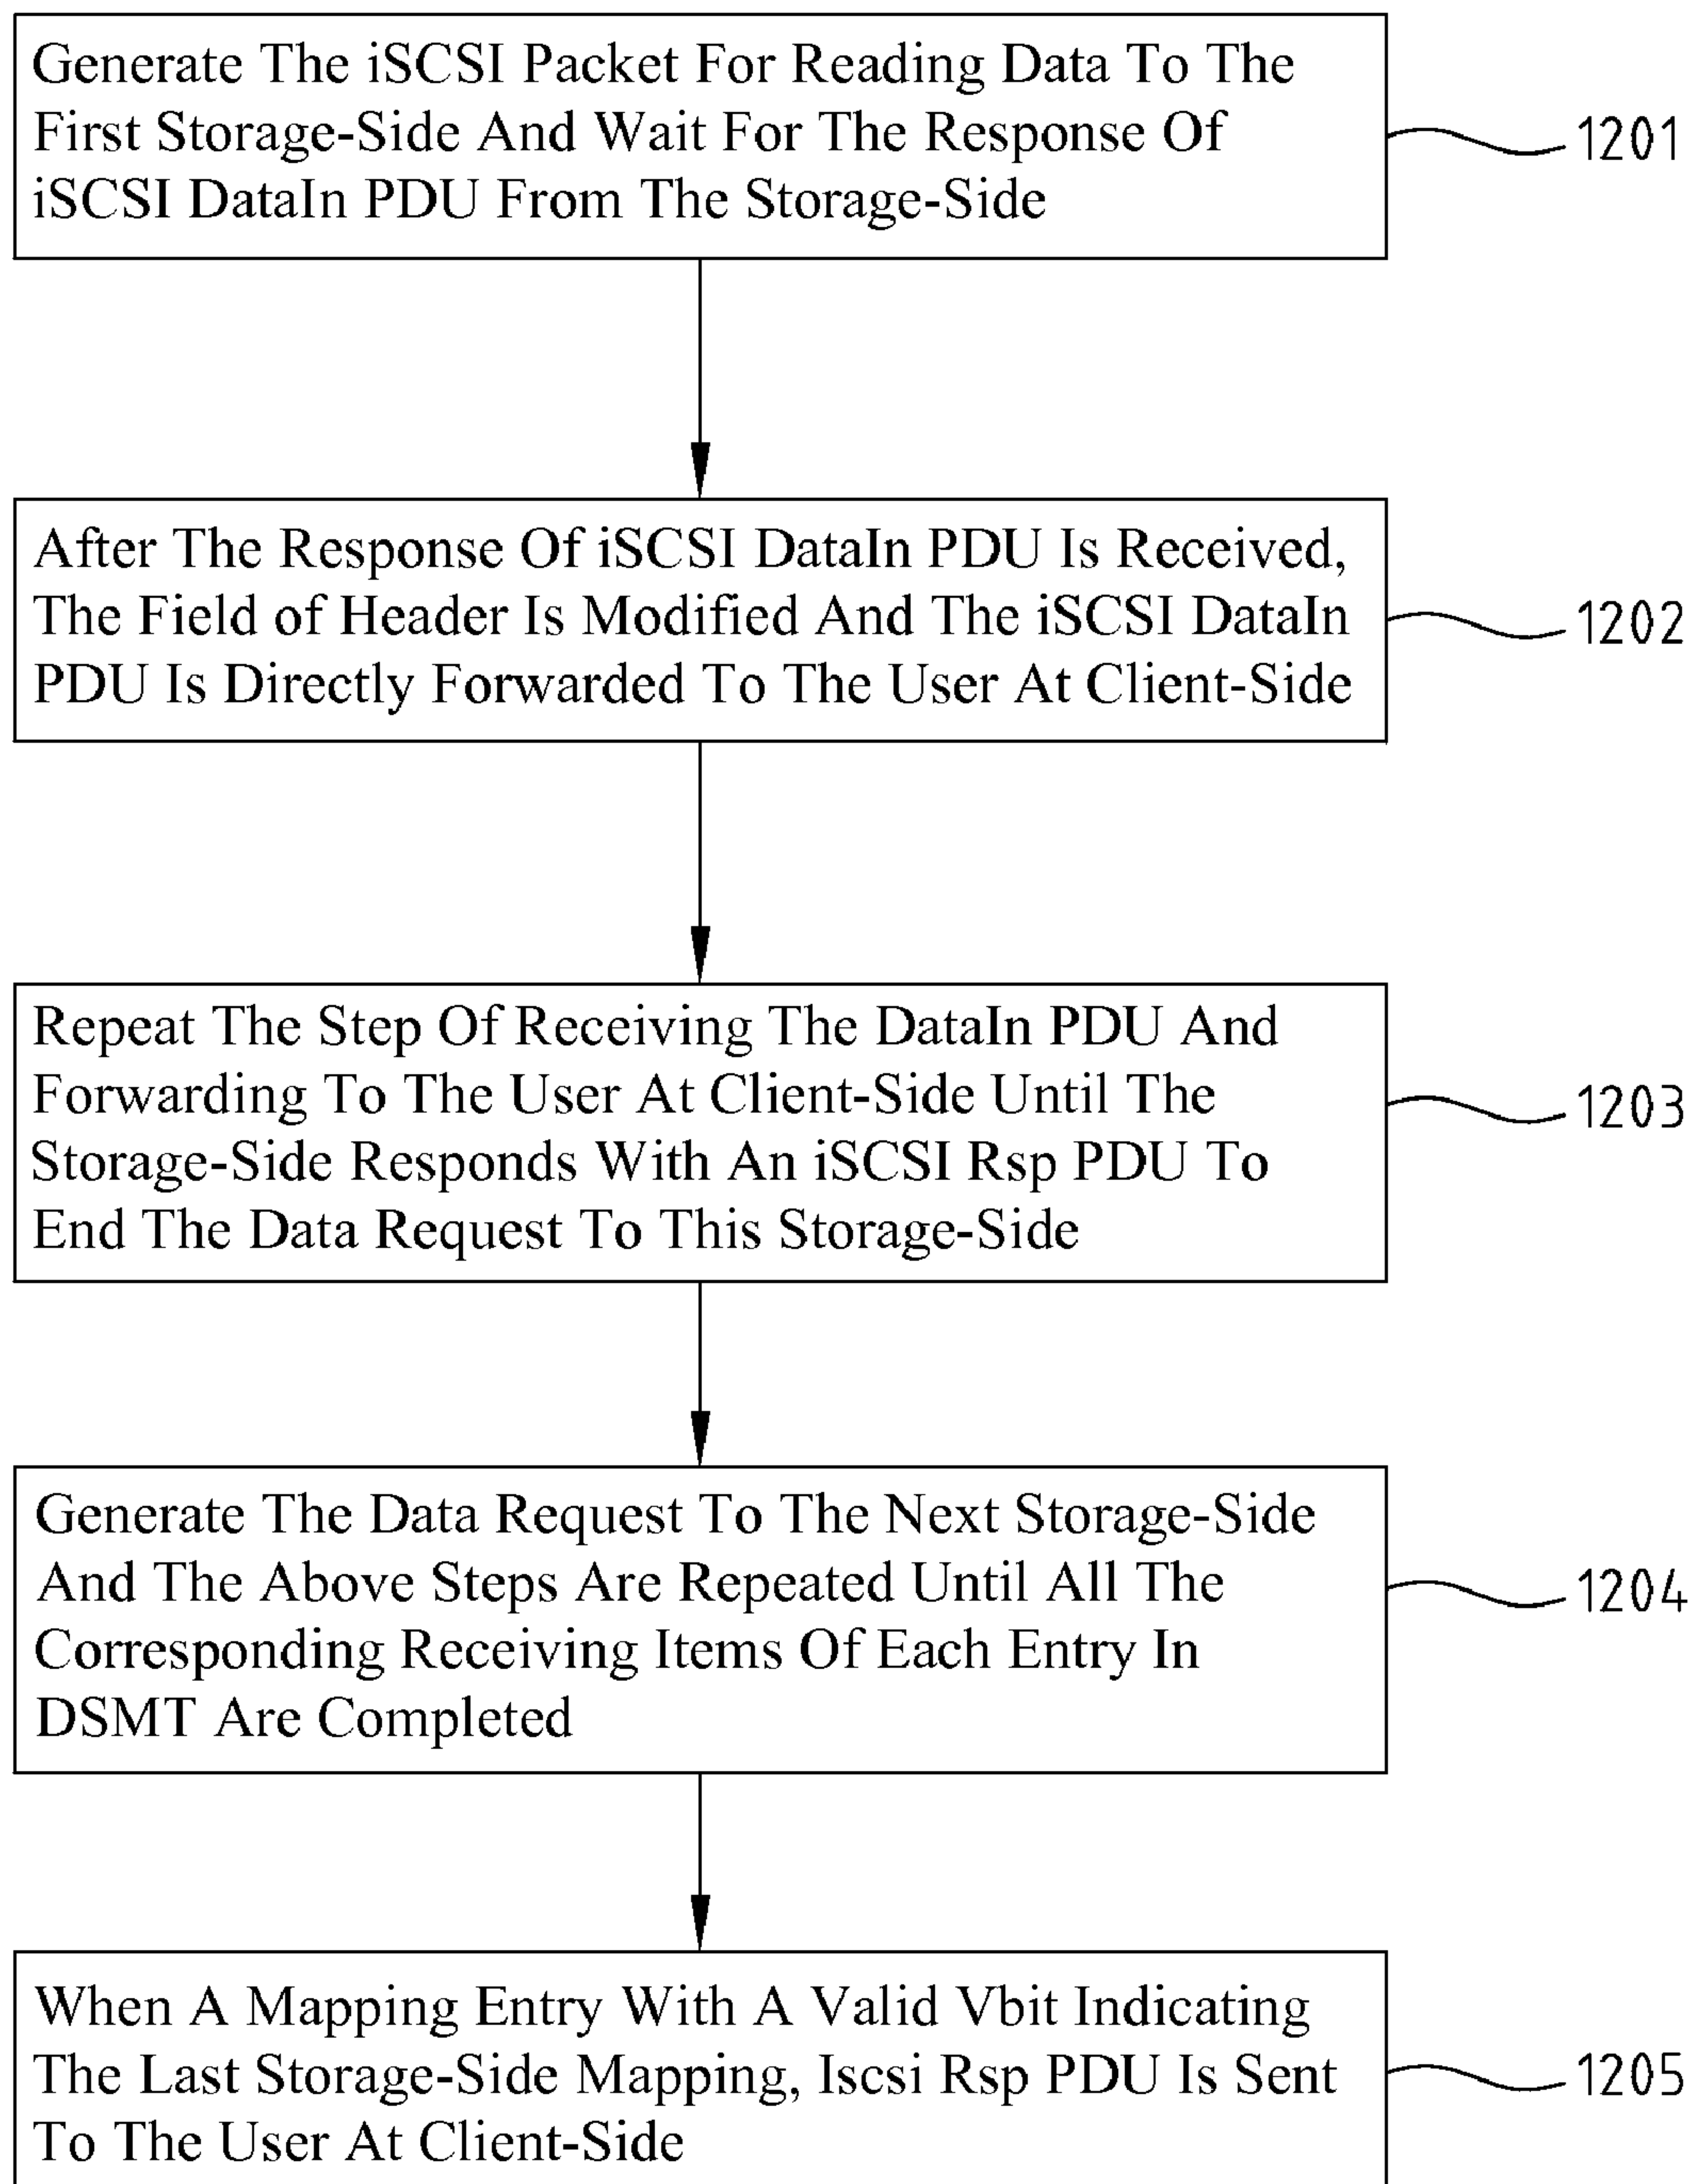 Generate The iSCSI Packet For Reading Data To The
First Storage-Side And Wait For The Response Of
iSCSI DataIn PDU From The Storage-Side
1201
After The Response Of iSCSI DataIn PDU Is Received,
The Field of Header Is Modified And The iSCSI DataIn
PDU Is Directly Forwarded To The User At Client-Side
1202
Repeat The Step Of Receiving The DataIn PDU And
Forwarding To The User At Client-Side Until The
Storage-Side Responds With An iSCSI Rsp PDU To
End The Data Request To This Storage-Side
1203
Generate The Data Request To The Next Storage-Side
And The Above Steps Are Repeated Until All The
Corresponding Receiving Items Of Each Entry In
DSMT Are Completed
1204
When A Mapping Entry With A Valid Vbit Indicating
The Last Storage-Side Mapping, Iscsi Rsp PDU Is Sent
To The User At Client-Side
1205